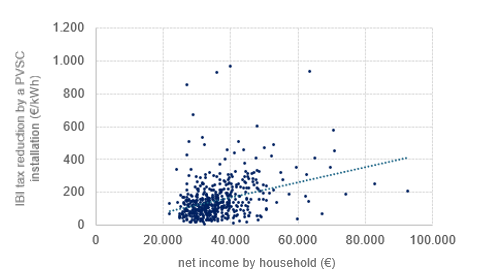 IBI tax reduction by a PVSC
installation (€/kWh)
1.200
1.000
800
600
400
200
0
0 20.000 40.000 60.000 80.000 100.000
net income by household (€)